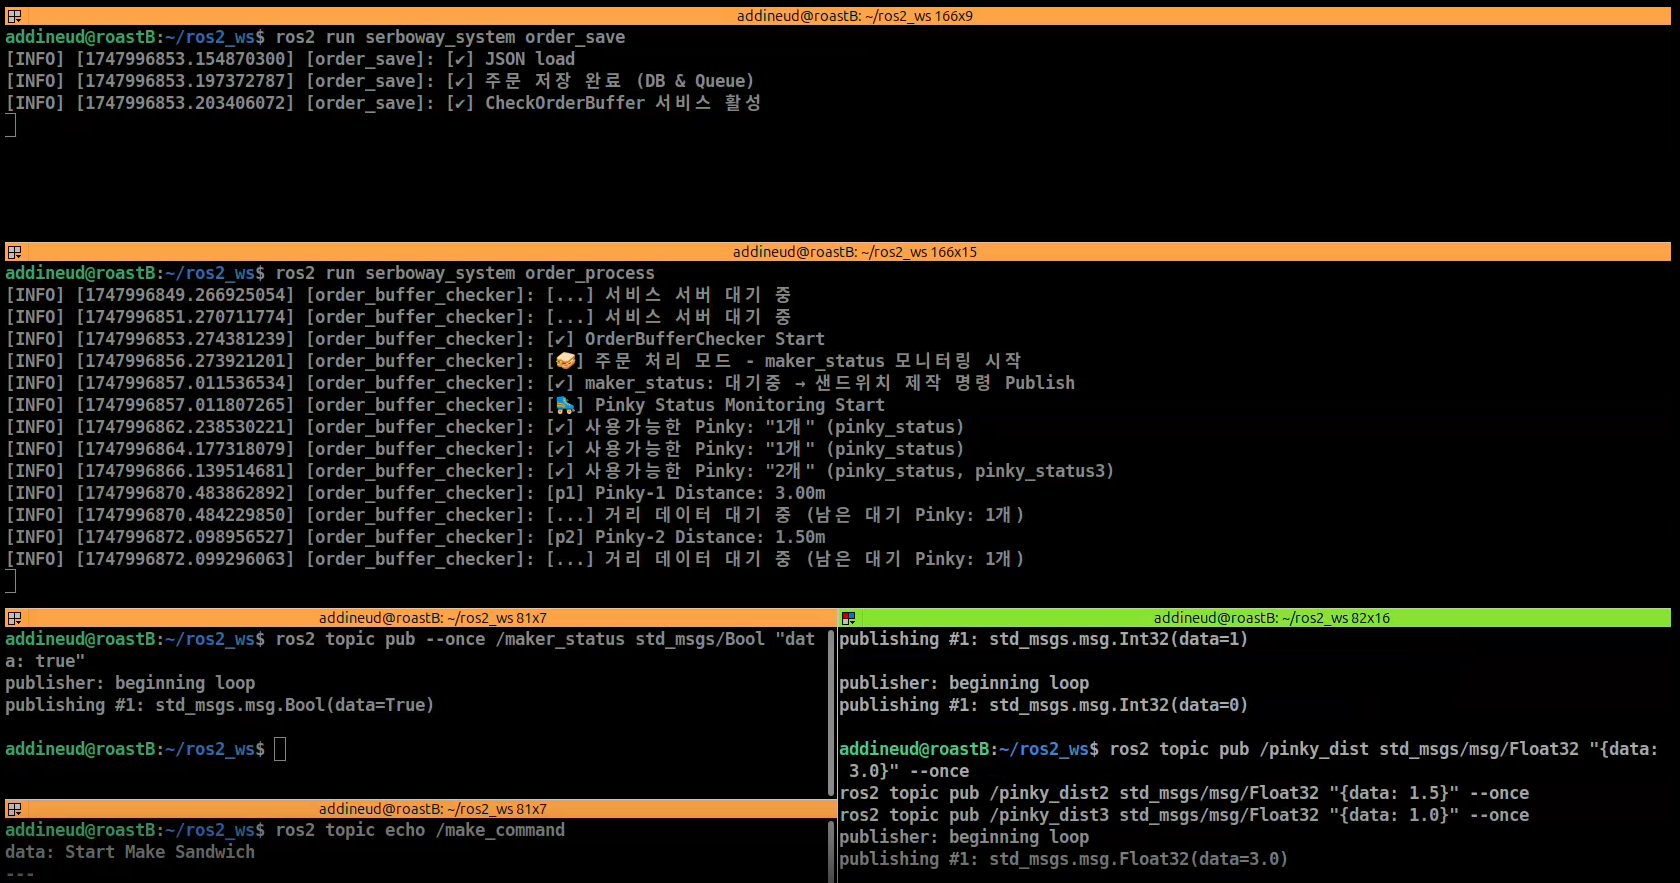 addineud@roastB: ~/ros2_ws 166x9
addineud@roastB:~/ros2_ws$ ros2 run serboway_system order_save
[INFO] [1747996853.154870300] [order_save]: [✔] JSON load
[INFO] [1747996853.197372787] [order_save]: [✔] 주문 저장 완료 (DB & Queue)
[INFO] [1747996853.203406072] [order_save]: [✔] CheckOrderBuffer 서비스 활성
addineud@roastB: ~/ros2_ws 166x15
addineud@roastB:~/ros2_ws$ ros2 run serboway_system order_process
[INFO] [1747996849.266925054] [order_buffer_checker]: [...] 서비스 서버 대기 중
[INFO] [1747996851.270711774] [order_buffer_checker]: [...] 서비스 서버 대기 중
[INFO] [1747996853.274381239] [order_buffer_checker]: [✔] OrderBufferChecker Start
[INFO] [1747996856.273921201] [order_buffer_checker]: [🥪] 주문 처리 모드 - maker_status 모니터링 시작
[INFO] [1747996857.011536534] [order_buffer_checker]: [✔] maker_status: 대기중 → 샌드위치 제작 명령 Publish
[INFO] [1747996857.011807265] [order_buffer_checker]: [🛼] Pinky Status Monitoring Start
[INFO] [1747996862.238530221] [order_buffer_checker]: [✔] 사용가능한 Pinky: "1개" (pinky_status)
[INFO] [1747996864.177318079] [order_buffer_checker]: [✔] 사용가능한 Pinky: "1개" (pinky_status)
[INFO] [1747996866.139514681] [order_buffer_checker]: [✔] 사용가능한 Pinky: "2개" (pinky_status, pinky_status3)
[INFO] [1747996870.483862892] [order_buffer_checker]: [p1] Pinky-1 Distance: 3.00m
[INFO] [1747996870.484229850] [order_buffer_checker]: [...] 거리 데이터 대기 중 (남은 대기 Pinky: 1개)
[INFO] [1747996872.098956527] [order_buffer_checker]: [p2] Pinky-2 Distance: 1.50m
[INFO] [1747996872.099296063] [order_buffer_checker]: [...] 거리 데이터 대기 중 (남은 대기 Pinky: 1개)
addineud@roastB: ~/ros2_ws 81x7
addineud@roastB:~/ros2_ws$ ros2 topic pub --once /maker_status std_msgs/Bool "dat
a: true"
publisher: beginning loop
publishing #1: std_msgs.msg.Bool(data=True)
addineud@roastB:~/ros2_ws$
addineud@roastB: ~/ros2_ws 81x7
addineud@roastB:~/ros2_ws$ ros2 topic echo /make_command
data: Start Make Sandwich
---
addineud@roastB: ~/ros2_ws 82x16
publishing #1: std_msgs.msg.Int32(data=1)
publisher: beginning loop
publishing #1: std_msgs.msg.Int32(data=0)
addineud@roastB:~/ros2_ws$ ros2 topic pub /pinky_dist std_msgs/msg/Float32 "{data:
3.0}" --once
ros2 topic pub /pinky_dist2 std_msgs/msg/Float32 "{data: 1.5}" --once
ros2 topic pub /pinky_dist3 std_msgs/msg/Float32 "{data: 1.0}" --once
publisher: beginning loop
publishing #1: std_msgs.msg.Float32(data=3.0)